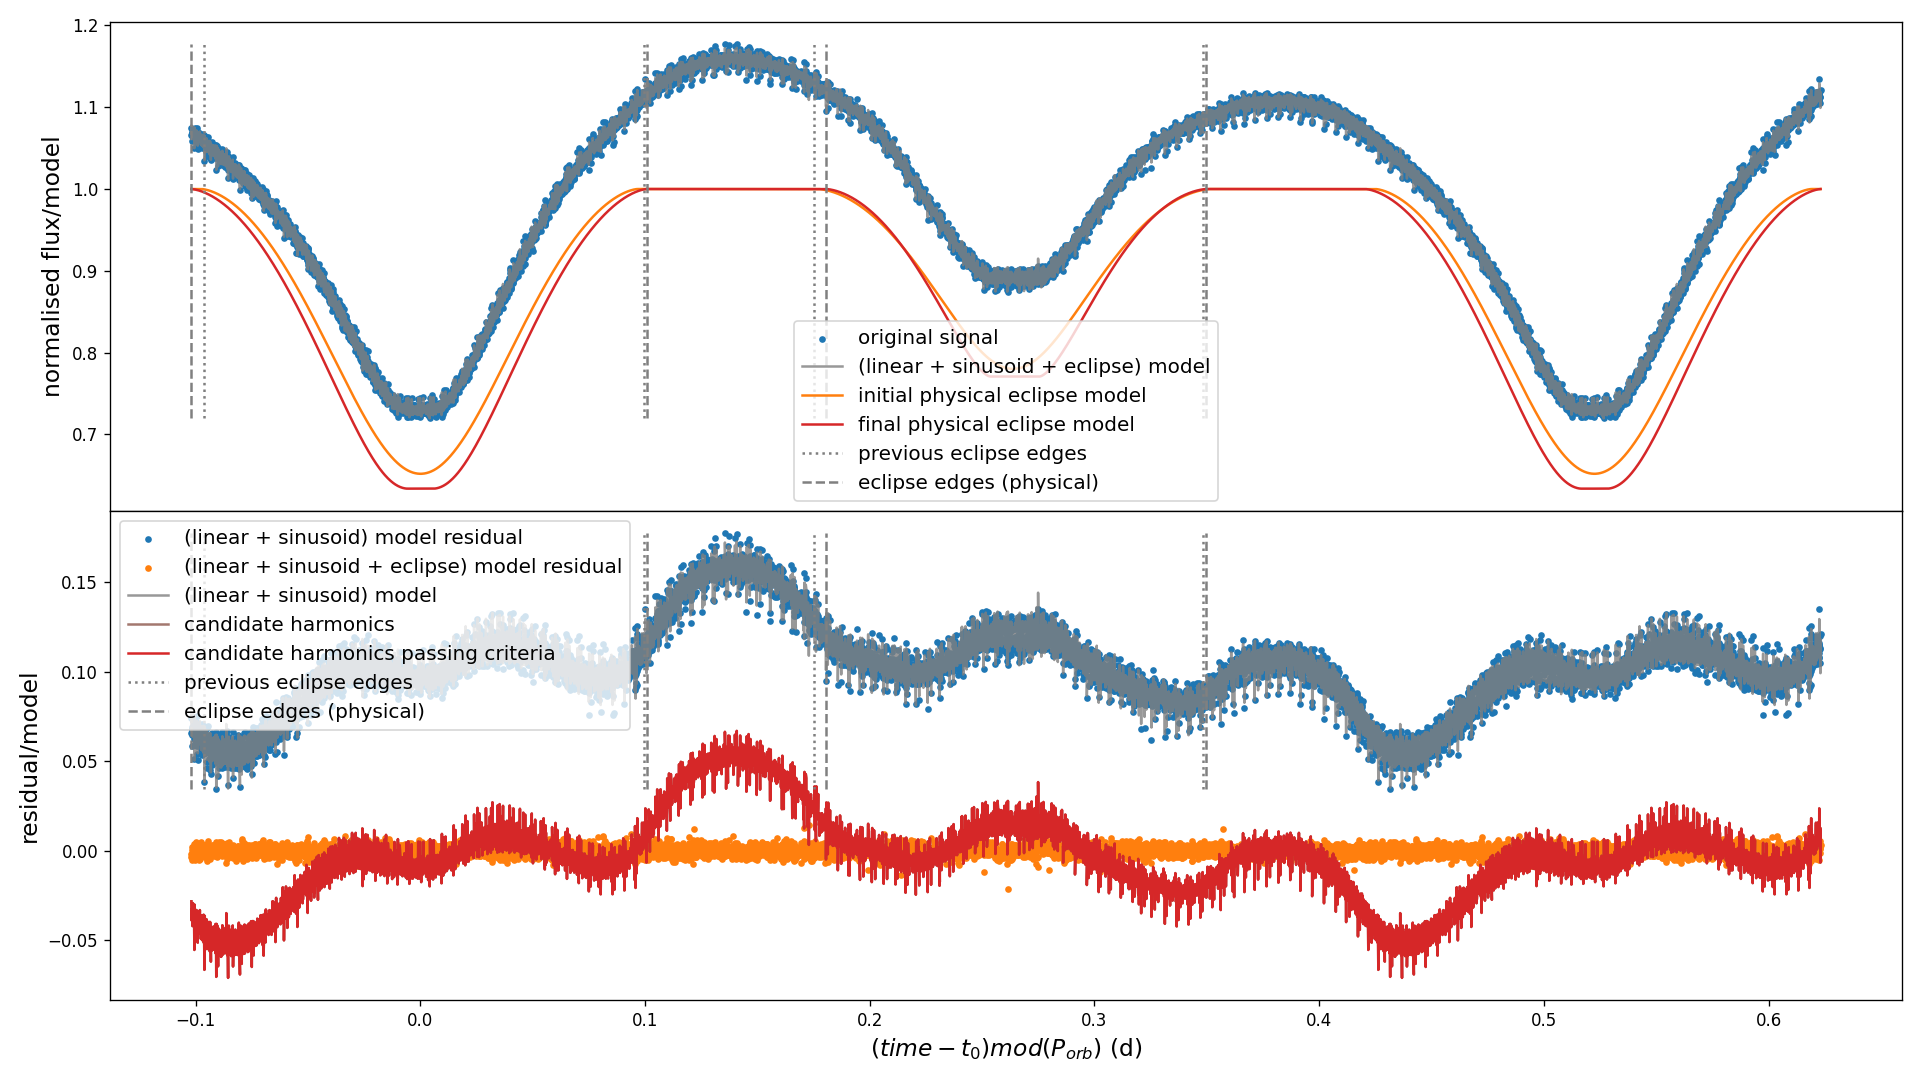 1.2
1.1
1.0
0.9
0.8
0.7
normalised flux/model
original signal
(linear + sinusoid + eclipse) model
initial physical eclipse model
final physical eclipse model
previous eclipse edges
eclipse edges (physical)
(linear + sinusoid) model residual
(linear + sinusoid + eclipse) model residual
(linear + sinusoid) model
candidate harmonics
candidate harmonics passing criteria
previous eclipse edges
eclipse edges (physical)
0.15
0.10
0.05
0.00
−0.05
residual/model
−0.1 0.0 0.1 0.2 0.3 0.4 0.5 0.6
(time − t₀)mod(P_orb) (d)